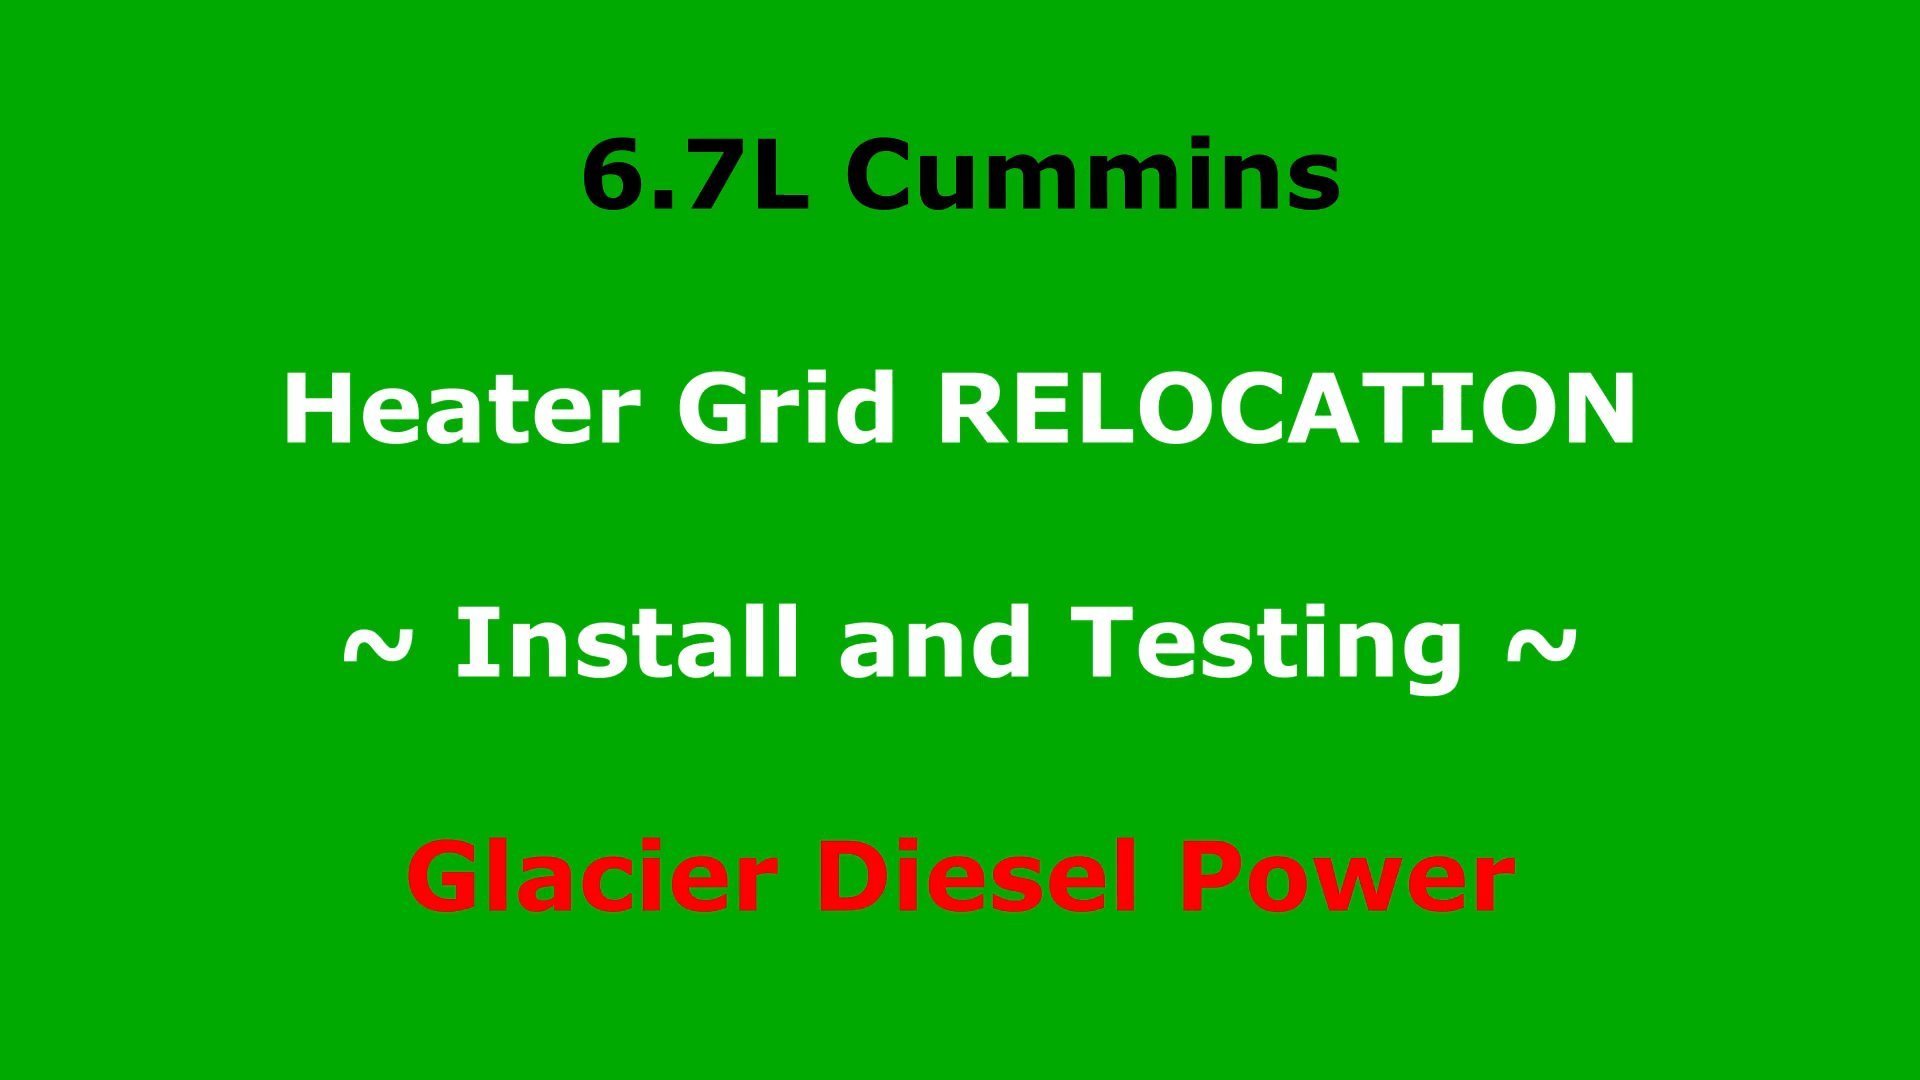 6.7L Cummins
Heater Grid RELOCATION
~ Install and Testing ~
Glacier Diesel Power